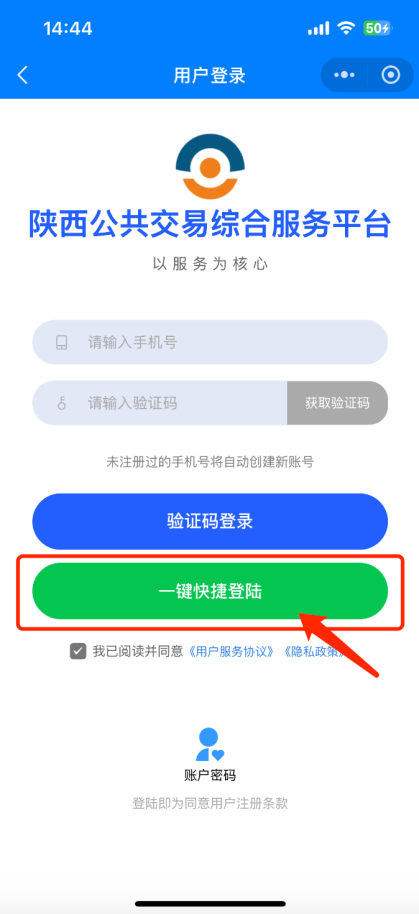 14:44
50
用户登录
陕西公共交易综合服务平台
以服务为核心
请输入手机号
请输入验证码
获取验证码
未注册过的手机号将自动创建新账号
验证码登录
一键快捷登陆
我已阅读并同意《用户服务协议》《隐私政策》
账户密码
登陆即为同意用户注册条款